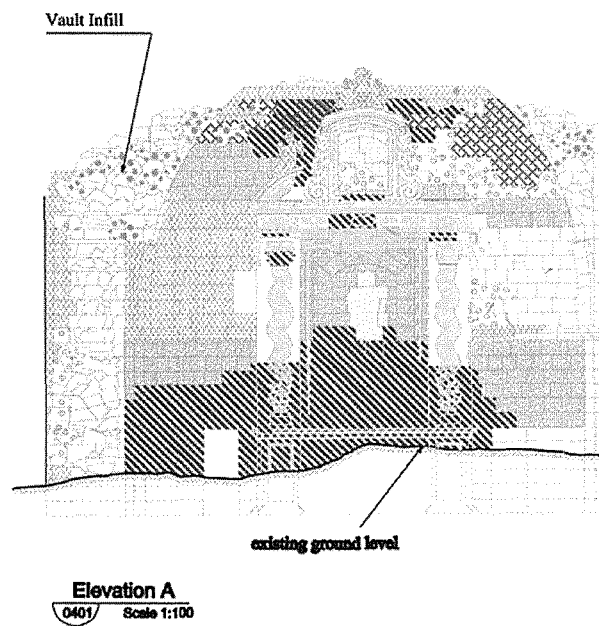 Vault Infill
existing ground level
Elevation A
0401 Scale 1:100